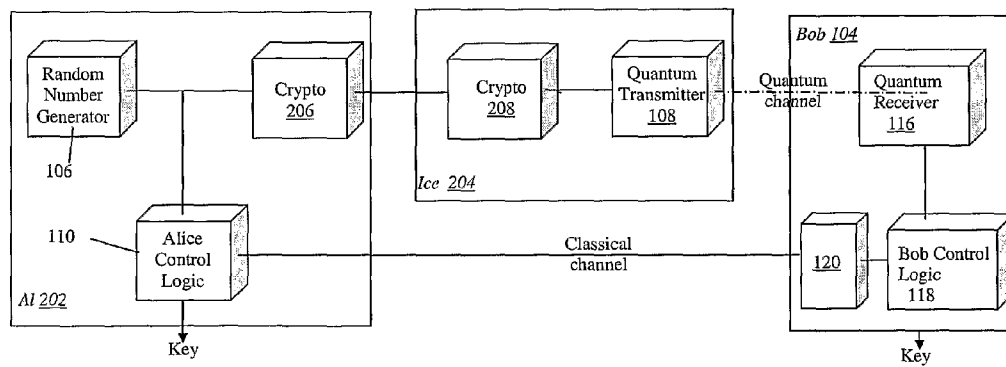 Random
Number
Generator
106
Crypto
206
110
Alice
Control
Logic
Al 202
Key
Crypto
208
Quantum
Transmitter
108
Ice 204
Quantum
channel
Classical
channel
Bob 104
Quantum
Receiver
116
120
Bob Control
Logic
118
Key